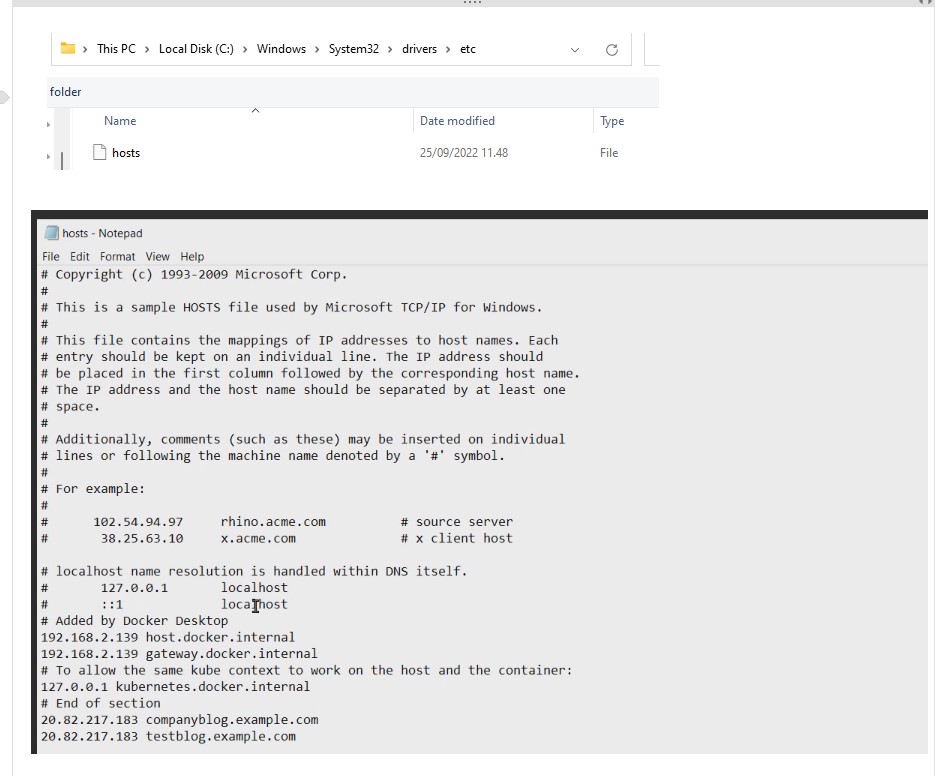 This PC > Local Disk (C:) > Windows > System32 > drivers > etc
folder
Name Date modified Type
hosts 25/09/2022 11.48 File
hosts - Notepad
File Edit Format View Help
# Copyright (c) 1993-2009 Microsoft Corp.
#
# This is a sample HOSTS file used by Microsoft TCP/IP for Windows.
#
# This file contains the mappings of IP addresses to host names. Each
# entry should be kept on an individual line. The IP address should
# be placed in the first column followed by the corresponding host name.
# The IP address and the host name should be separated by at least one
# space.
#
# Additionally, comments (such as these) may be inserted on individual
# lines or following the machine name denoted by a '#' symbol.
#
# For example:
#
#      102.54.94.97     rhino.acme.com          # source server
#       38.25.63.10     x.acme.com              # x client host

# localhost name resolution is handled within DNS itself.
#       127.0.0.1       localhost
#       ::1             localhost
# Added by Docker Desktop
192.168.2.139 host.docker.internal
192.168.2.139 gateway.docker.internal
# To allow the same kube context to work on the host and the container:
127.0.0.1 kubernetes.docker.internal
# End of section
20.82.217.183 companyblog.example.com
20.82.217.183 testblog.example.com